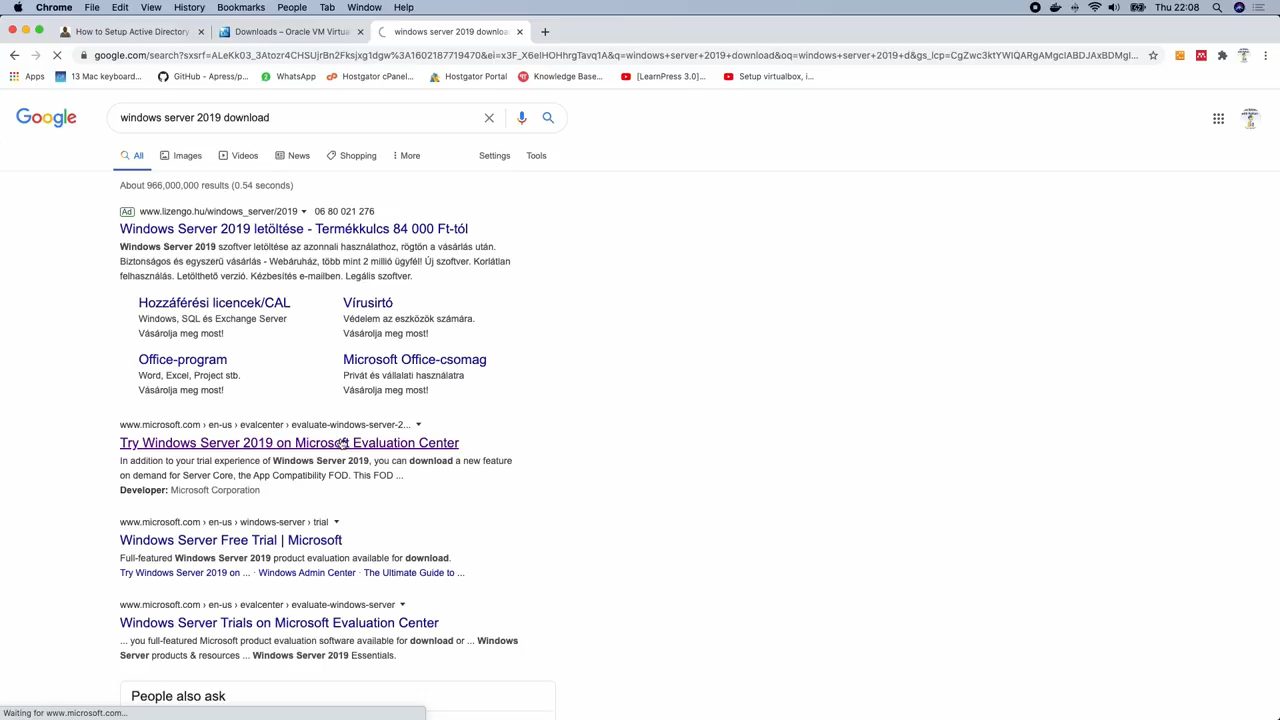 Chrome File Edit View History Bookmarks People Tab Window Help Thu 22:08
How to Setup Active Directory Downloads – Oracle VM Virtua windows server 2019 download
google.com/search?sxsrf=ALeKk03_3Atozr4CHSUjrBn2Fksjxg1dgw%3A1602187719470&ei=x3F_X6elHOHhrgTavq1A&q=windows+server+2019+download&oq=windows+server+2019+d&gs_lcp=CgZwc3ktYWIQARgAMgcIABDJAxBDMgI...
Apps 13 Mac keyboard... GitHub - Apress/p... WhatsApp Hostgator cPanel... Hostgator Portal Knowledge Base... [LearnPress 3.0]... Setup virtualbox, i...
Google windows server 2019 download
All Images Videos News Shopping More Settings Tools
About 966,000,000 results (0.54 seconds)
Ad www.lizengo.hu/windows_server/2019 06 80 021 276
Windows Server 2019 letöltése - Termékkulcs 84 000 Ft-tól
Windows Server 2019 szoftver letöltése az azonnali használathoz, rögtön a vásárlás után.
Biztonságos és egyszerű vásárlás - Webáruház, több mint 2 millió ügyfél! Új szoftver. Korlátlan
felhasználás. Letölthető verzió. Kézbesítés e-mailben. Legális szoftver.
Hozzáférési licencek/CAL Vírusirtó
Windows, SQL és Exchange Server Védelem az eszközök számára.
Vásárolja meg most! Vásárolja meg most!
Office-program Microsoft Office-csomag
Word, Excel, Project stb. Privát és vállalati használatra
Vásárolja meg most! Vásárolja meg most!
www.microsoft.com › en-us › evalcenter › evaluate-windows-server-2...
Try Windows Server 2019 on Microsoft Evaluation Center
In addition to your trial experience of Windows Server 2019, you can download a new feature
on demand for Server Core, the App Compatibility FOD. This FOD ...
Developer: Microsoft Corporation
www.microsoft.com › en-us › windows-server › trial
Windows Server Free Trial | Microsoft
Full-featured Windows Server 2019 product evaluation available for download.
Try Windows Server 2019 on ... · Windows Admin Center · The Ultimate Guide to ...
www.microsoft.com › en-us › evalcenter › evaluate-windows-server
Windows Server Trials on Microsoft Evaluation Center
... you full-featured Microsoft product evaluation software available for download or ... Windows
Server products & resources ... Windows Server 2019 Essentials.
People also ask
Waiting for www.microsoft.com...